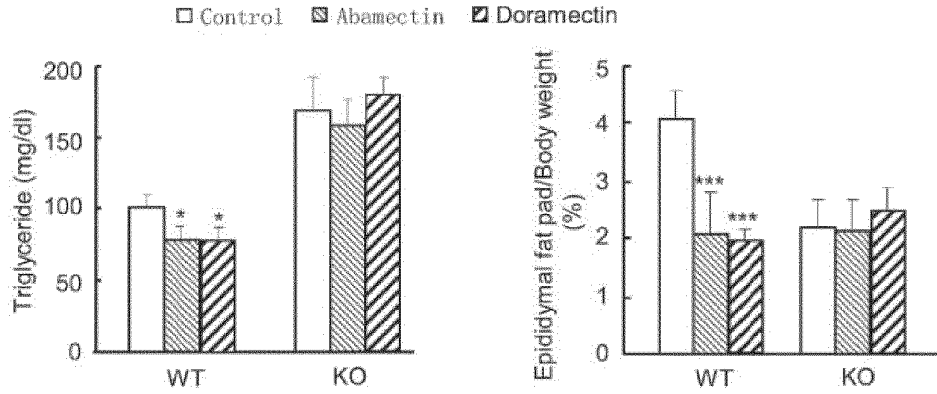 Control Abamectin Doramectin
Triglyceride (mg/dl)
200
150
100
50
0
* *
WT KO
Epididymal fat pad/Body weight
(%)
5
4
3
2
1
0
*** ***
WT KO